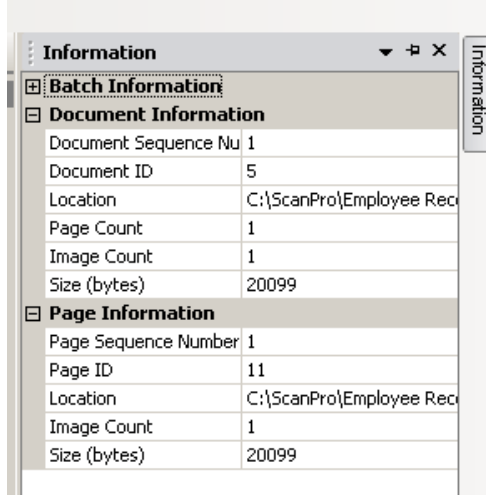 Information
Information
Batch Information
Document Information
Document Sequence Nu 1
Document ID 5
Location C:\ScanPro\Employee Reco
Page Count 1
Image Count 1
Size (bytes) 20099
Page Information
Page Sequence Number 1
Page ID 11
Location C:\ScanPro\Employee Reco
Image Count 1
Size (bytes) 20099